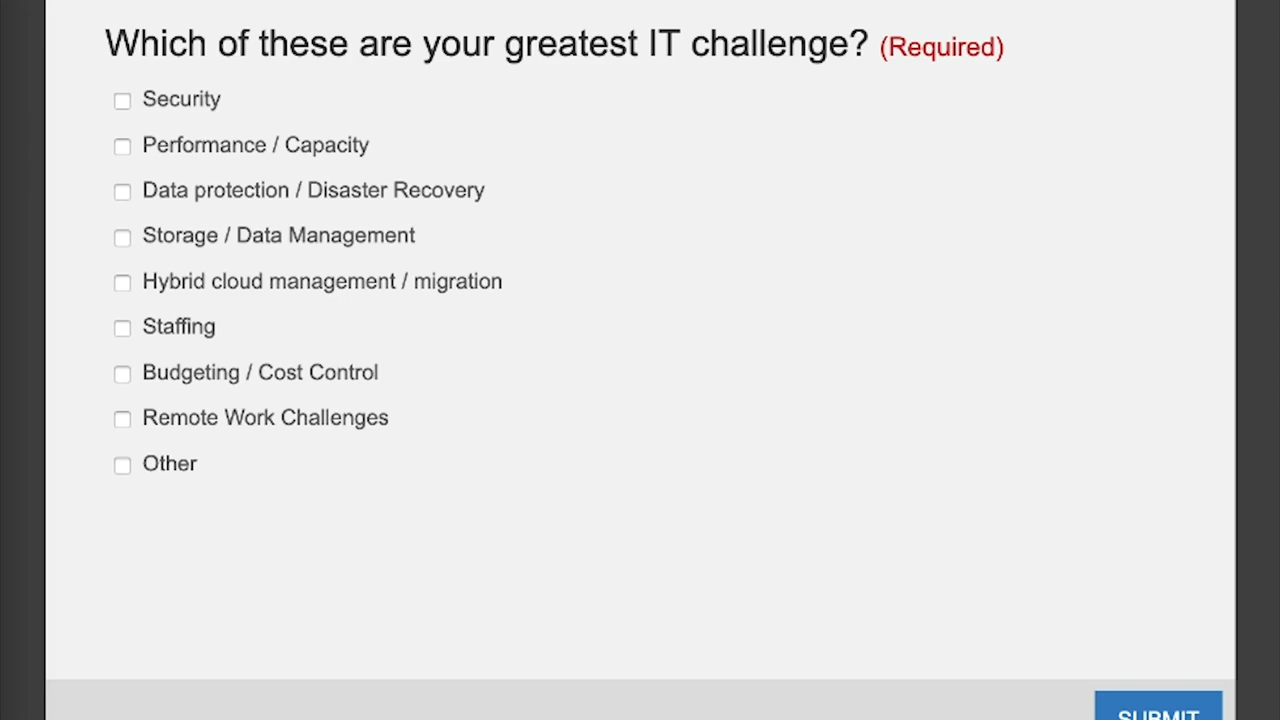 Which of these are your greatest IT challenge? (Required)
Security
Performance / Capacity
Data protection / Disaster Recovery
Storage / Data Management
Hybrid cloud management / migration
Staffing
Budgeting / Cost Control
Remote Work Challenges
Other
SUBMIT